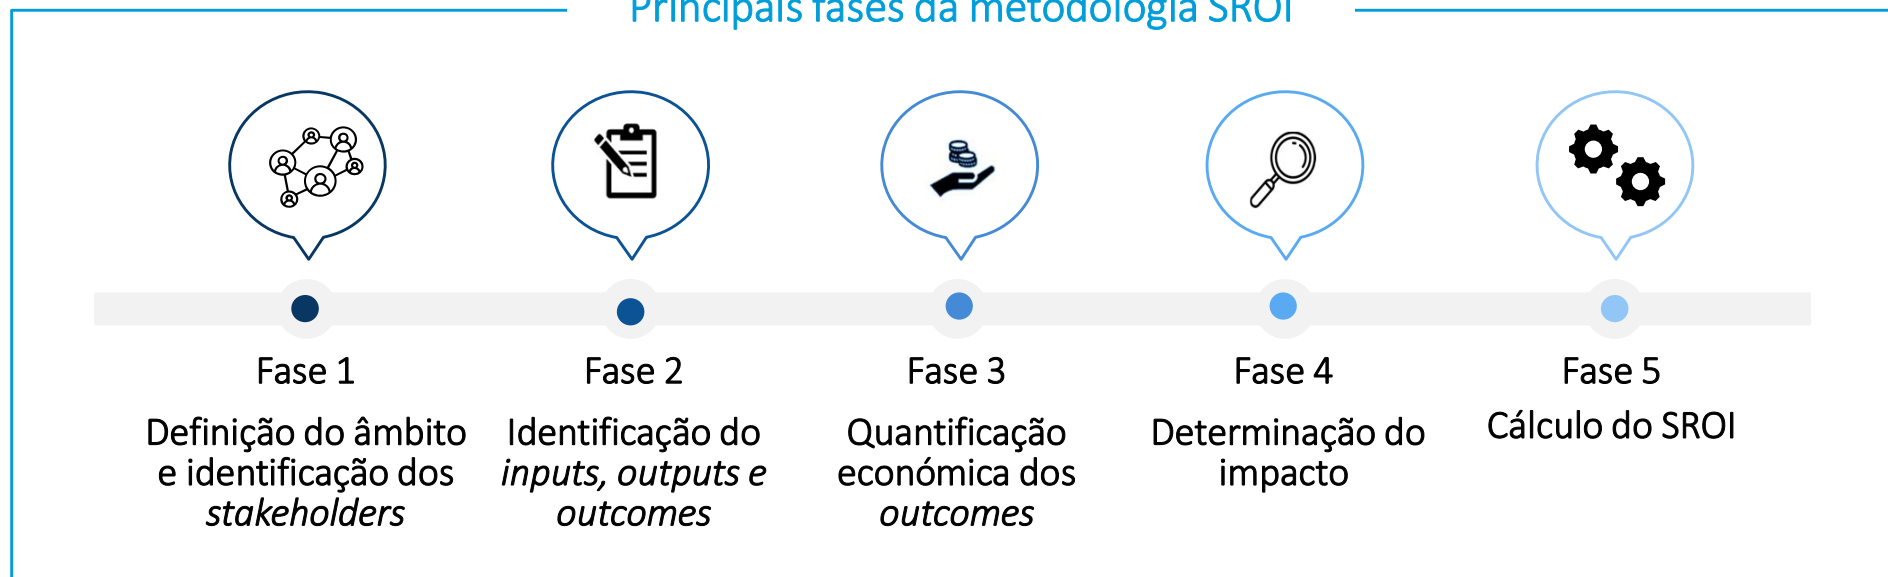 Principais fases da metodologia SROI
Fase 1
Definição do âmbito
e identificação dos
stakeholders
Fase 2
Identificação do
inputs, outputs e
outcomes
Fase 3
Quantificação
económica dos
outcomes
Fase 4
Determinação do
impacto
Fase 5
Cálculo do SROI